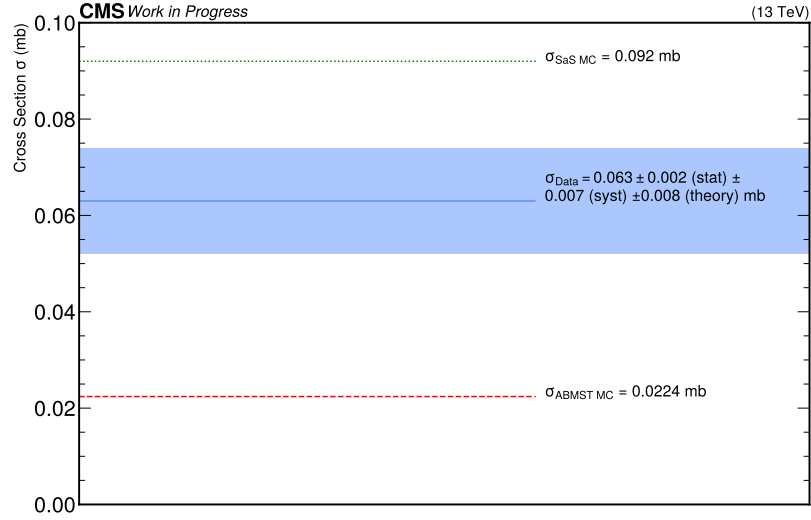 CMS Work in Progress (13 TeV)
Cross Section σ (mb)
0.10
0.08
0.06
0.04
0.02
0.00
σSaS MC = 0.092 mb
σData = 0.063 ± 0.002 (stat) ±
0.007 (syst) ±0.008 (theory) mb
σABMST MC = 0.0224 mb